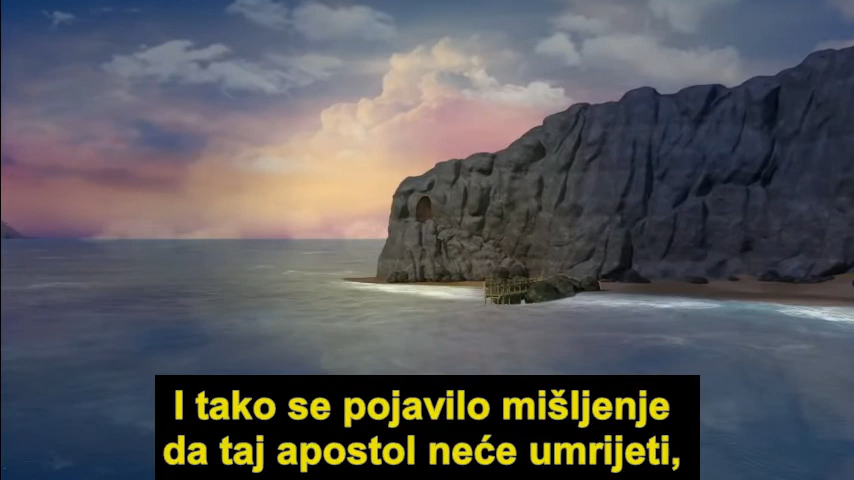 I tako se pojavilo mišljenje
da taj apostol neće umrijeti,